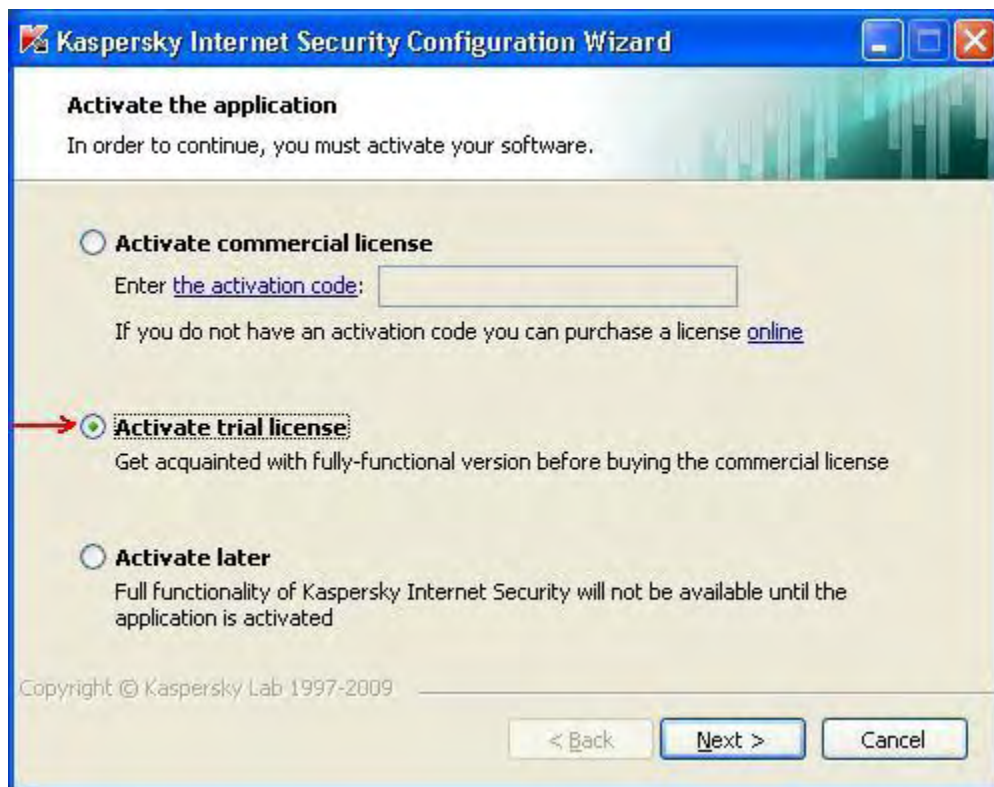 Kaspersky Internet Security Configuration Wizard
Activate the application
In order to continue, you must activate your software.
Activate commercial license
Enter the activation code:
If you do not have an activation code you can purchase a license online
Activate trial license
Get acquainted with fully-functional version before buying the commercial license
Activate later
Full functionality of Kaspersky Internet Security will not be available until the
application is activated
Copyright © Kaspersky Lab 1997-2009
< Back Next > Cancel